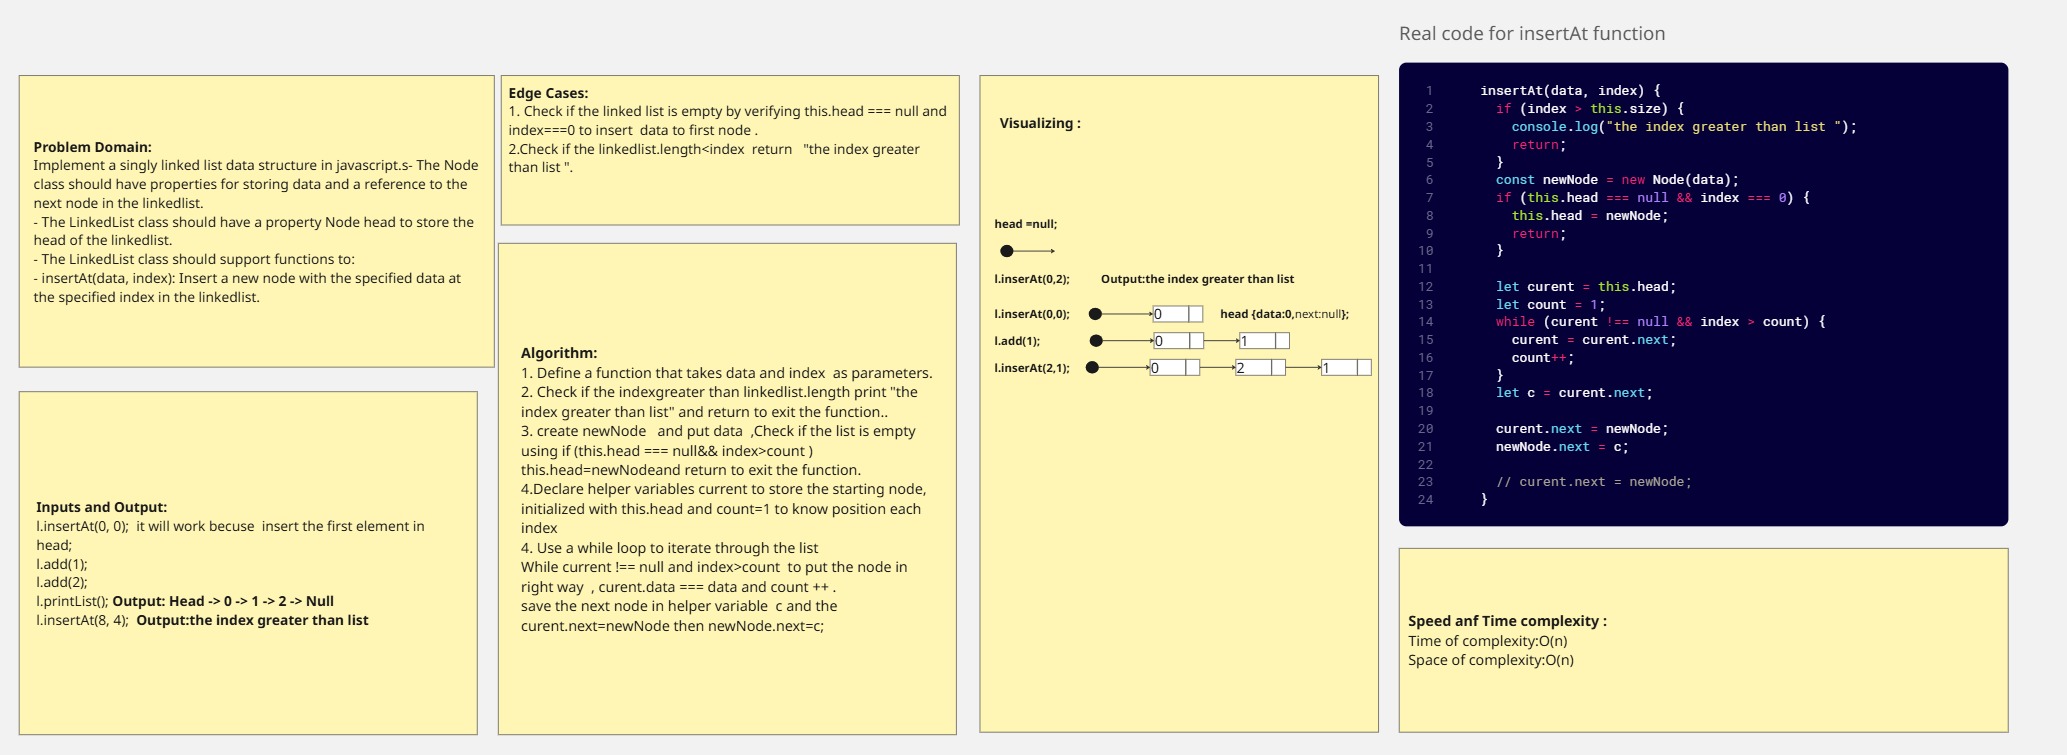 Real code for insertAt function
Problem Domain:
Implement a singly linked list data structure in javascript.s- The Node
class should have properties for storing data and a reference to the
next node in the linkedlist.
- The LinkedList class should have a property Node head to store the
head of the linkedlist.
- The LinkedList class should support functions to:
- insertAt(data, index): Insert a new node with the specified data at
the specified index in the linkedlist.
Inputs and Output:
l.insertAt(0, 0);  it will work becuse  insert the first element in
head;
l.add(1);
l.add(2);
l.printList(); Output: Head -> 0 -> 1 -> 2 -> Null
l.insertAt(8, 4);  Output:the index greater than list
Edge Cases:
1. Check if the linked list is empty by verifying this.head === null and
index===0 to insert  data to first node .
2.Check if the linkedlist.length<index  return   "the index greater
than list ".
Algorithm:
1. Define a function that takes data and index  as parameters.
2. Check if the indexgreater than linkedlist.length print "the
index greater than list" and return to exit the function..
3. create newNode   and put data  ,Check if the list is empty
using if (this.head === null&& index>count )
this.head=newNodeand return to exit the function.
4.Declare helper variables current to store the starting node,
initialized with this.head and count=1 to know position each
index
4. Use a while loop to iterate through the list
While current !== null and index>count  to put the node in
right way  , curent.data === data and count ++ .
save the next node in helper variable  c and the
curent.next=newNode then newNode.next=c;
Visualizing :
head =null;
l.inserAt(0,2);  Output:the index greater than list
l.inserAt(0,0);  0  head {data:0,next:null};
l.add(1);  0  1
l.inserAt(2,1);  0  2  1
1 insertAt(data, index) {
2 if (index > this.size) {
3 console.log("the index greater than list ");
4 return;
5 }
6 const newNode = new Node(data);
7 if (this.head === null && index === 0) {
8 this.head = newNode;
9 return;
10 }
11
12 let curent = this.head;
13 let count = 1;
14 while (curent !== null && index > count) {
15 curent = curent.next;
16 count++;
17 }
18 let c = curent.next;
19
20 curent.next = newNode;
21 newNode.next = c;
22
23 // curent.next = newNode;
24 }
Speed anf Time complexity :
Time of complexity:O(n)
Space of complexity:O(n)